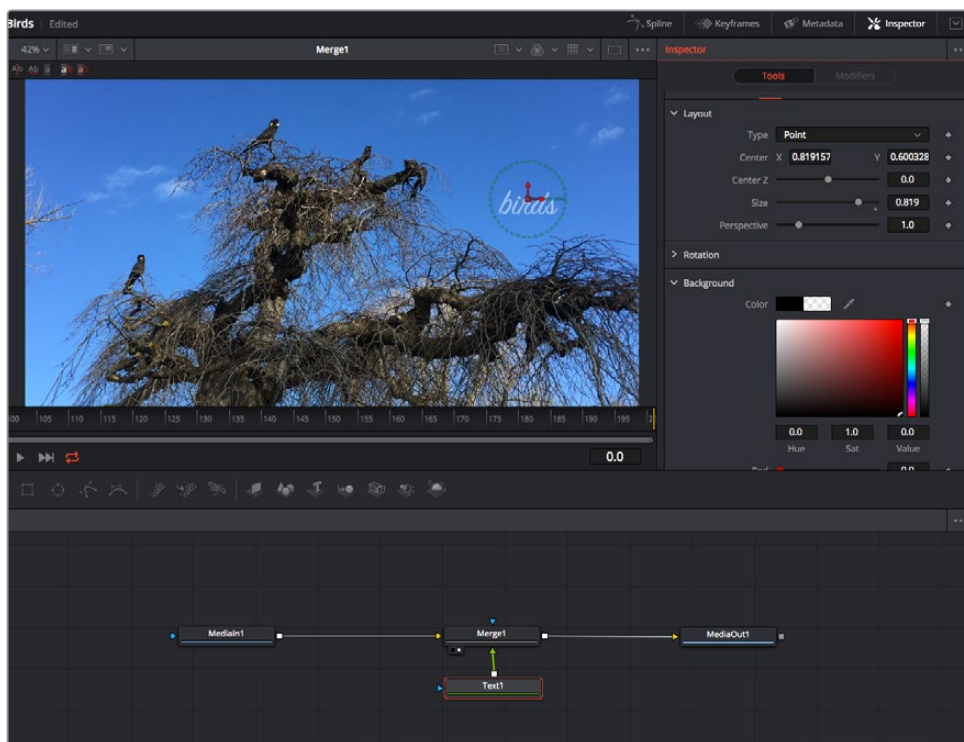 Birds Edited Spline Keyframes Metadata Inspector
42% Merge1 Inspector
Tools Modifiers
Layout
Type Point
Center X 0.819157 Y 0.600328
Center Z 0.0
Size 0.819
Perspective 1.0
Rotation
Background
Color
birds
105 110 115 120 125 130 135 140 145 150 155 160 165 170 175 180 185 190 195
0.0 1.0 0.0
Hue Sat Value
0.0
MediaIn1 Merge1 MediaOut1
Text1